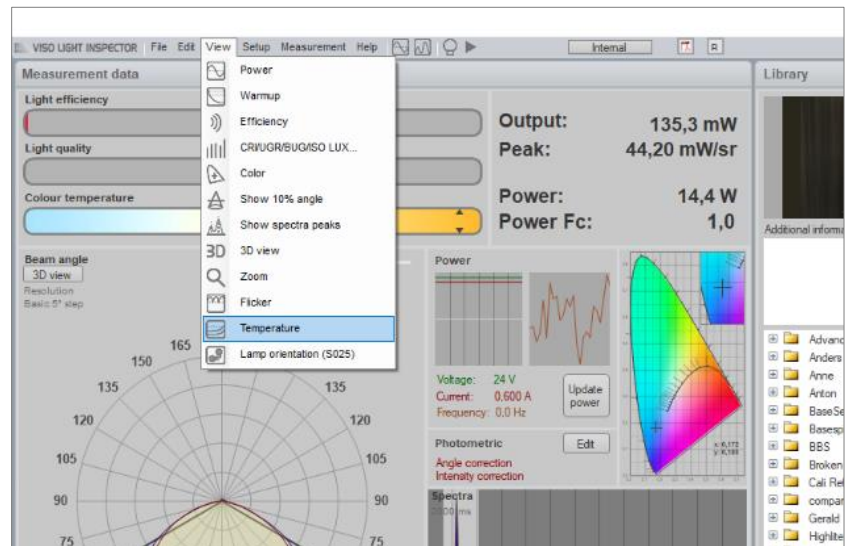 VISO LIGHT INSPECTOR File Edit View Setup Measurement Help Internal R
Measurement data
Library
Power
Warmup
Efficiency
CRI/UGR/BUG/ISO LUX...
Color
Show 10% angle
Show spectra peaks
3D 3D view
Zoom
Flicker
Temperature
Lamp orientation (S025)
Light efficiency
Light quality
Colour temperature
Output: 135,3 mW
Peak: 44,20 mW/sr
Power: 14,4 W
Power Fc: 1,0
Beam angle
3D view
Resolution
Basic 5° step
165
150
135 135
120 120
105 105
90 90
75 75
Power
Voltage: 24 V
Current: 0.600 A
Frequency: 0,0 Hz
Update
power
Photometric
Edit
Angle correction
Intensity correction
Spectra
Additional informa
Advanc
Anders
Anne
Anton
BaseSe
Basesp
BBS
Broken
Cali Ref
compar
Gerald
Highlite